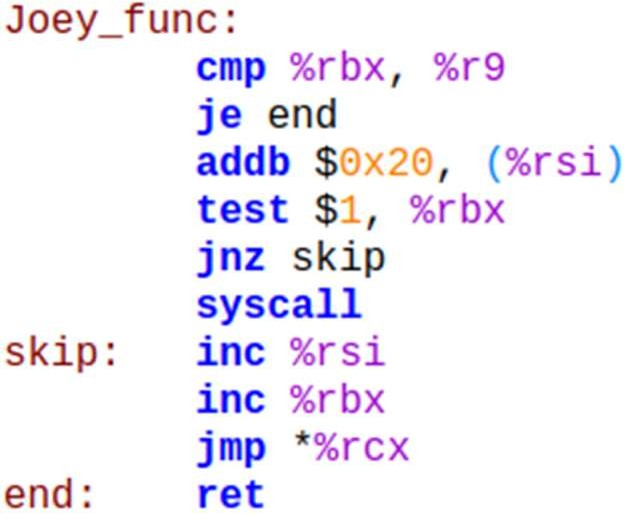 Joey_func:
cmp %rbx, %r9
je end
addb $0x20, (%rsi)
test $1, %rbx
jnz skip
syscall
skip: inc %rsi
inc %rbx
jmp *%rcx
end: ret